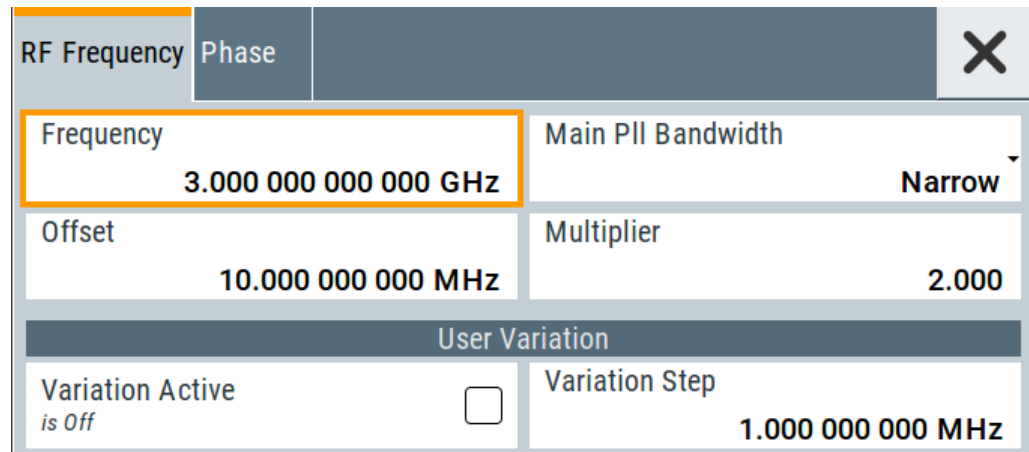 RF Frequency Phase
Frequency
3.000 000 000 000 GHz
Main Pll Bandwidth
Narrow
Offset
10.000 000 000 MHz
Multiplier
2.000
User Variation
Variation Active
is Off
Variation Step
1.000 000 000 MHz